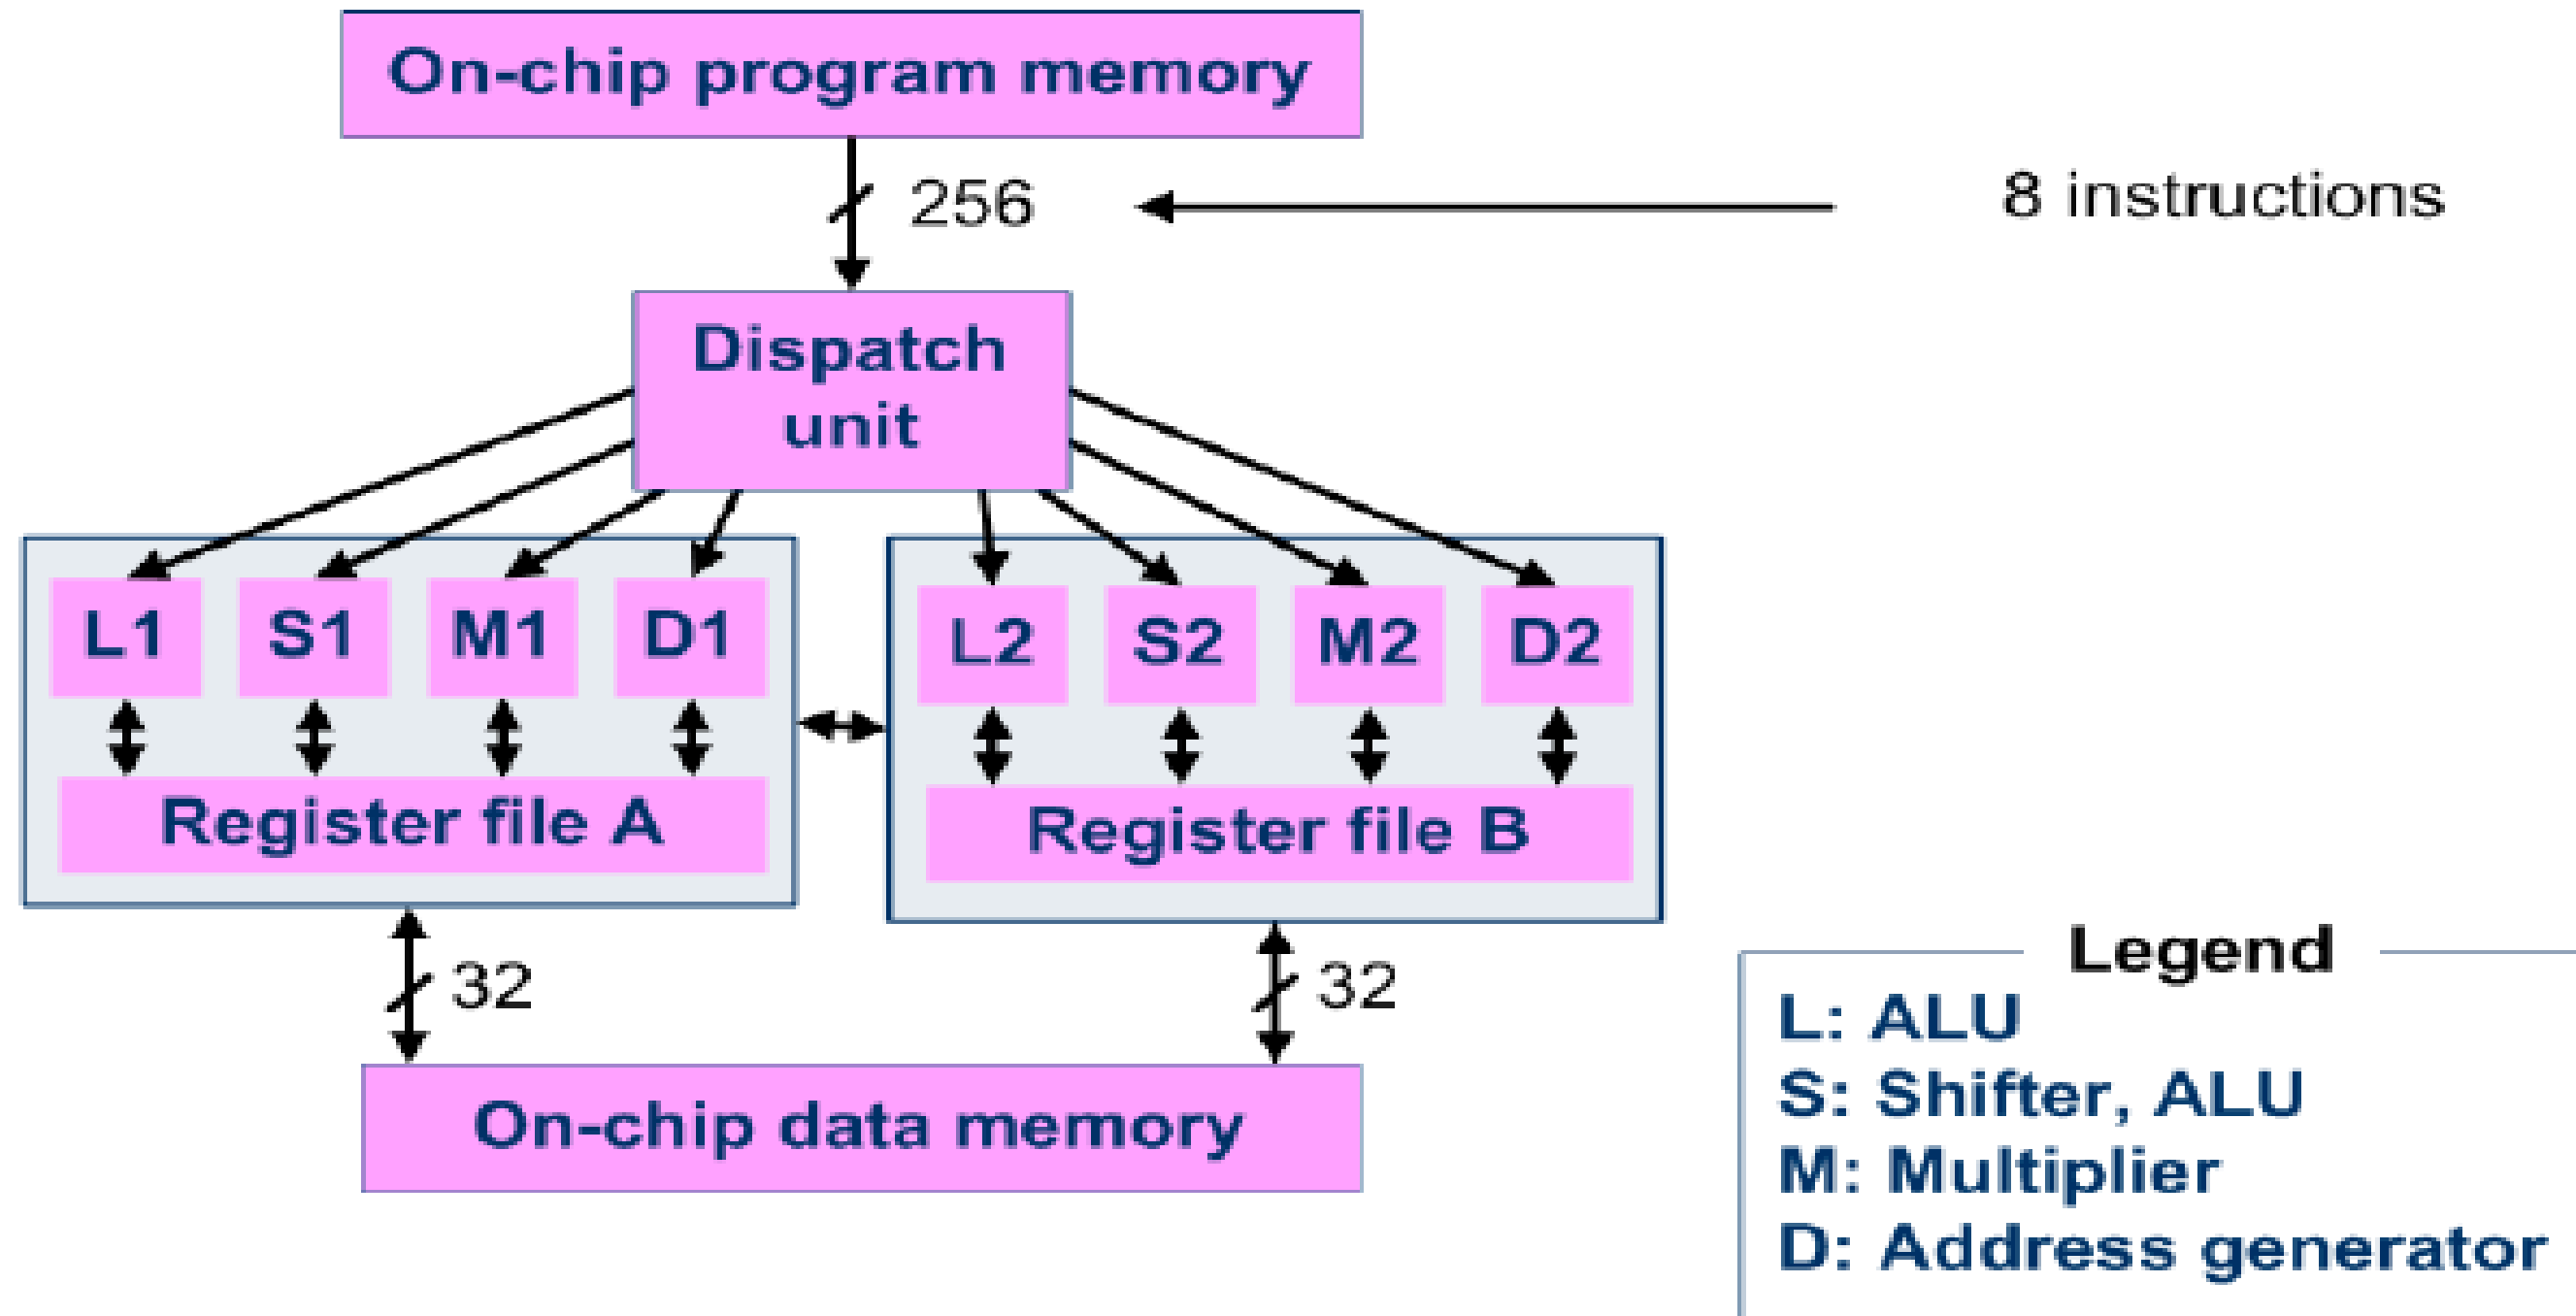 On-chip program memory
256
8 instructions
Dispatch
unit
L1
S1
M1
D1
L2
S2
M2
D2
Register file A
Register file B
32
32
On-chip data memory
Legend
L: ALU
S: Shifter, ALU
M: Multiplier
D: Address generator